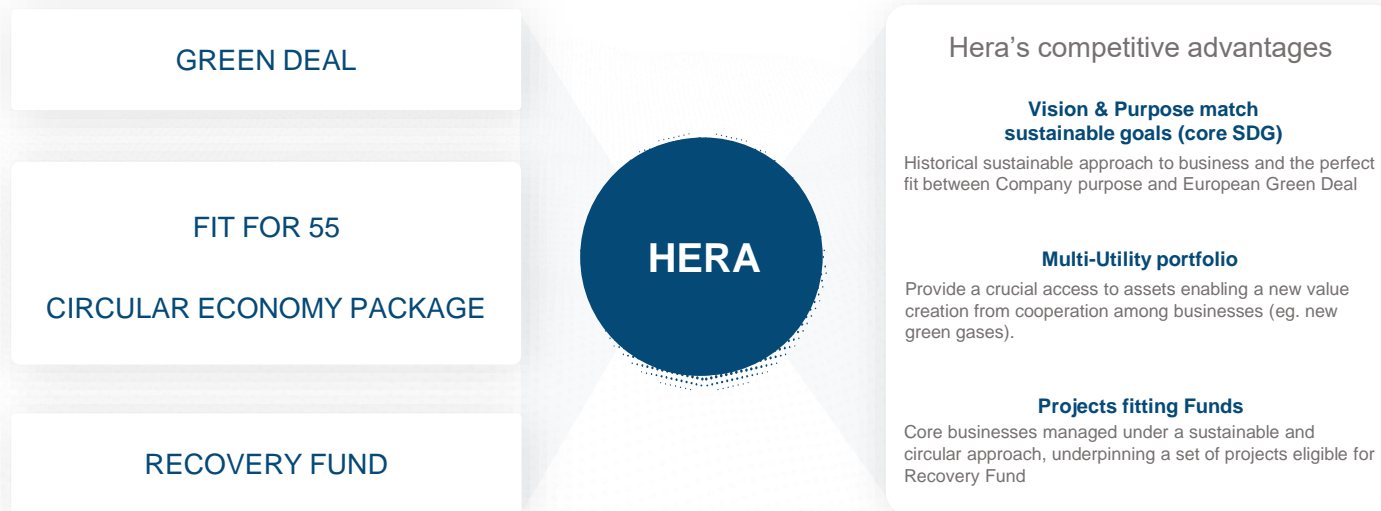 GREEN DEAL
FIT FOR 55
CIRCULAR ECONOMY PACKAGE
RECOVERY FUND
HERA
Hera's competitive advantages
Vision & Purpose match
sustainable goals (core SDG)
Historical sustainable approach to business and the perfect
fit between Company purpose and European Green Deal
Multi-Utility portfolio
Provide a crucial access to assets enabling a new value
creation from cooperation among businesses (eg. new
green gases).
Projects fitting Funds
Core businesses managed under a sustainable and
circular approach, underpinning a set of projects eligible for
Recovery Fund